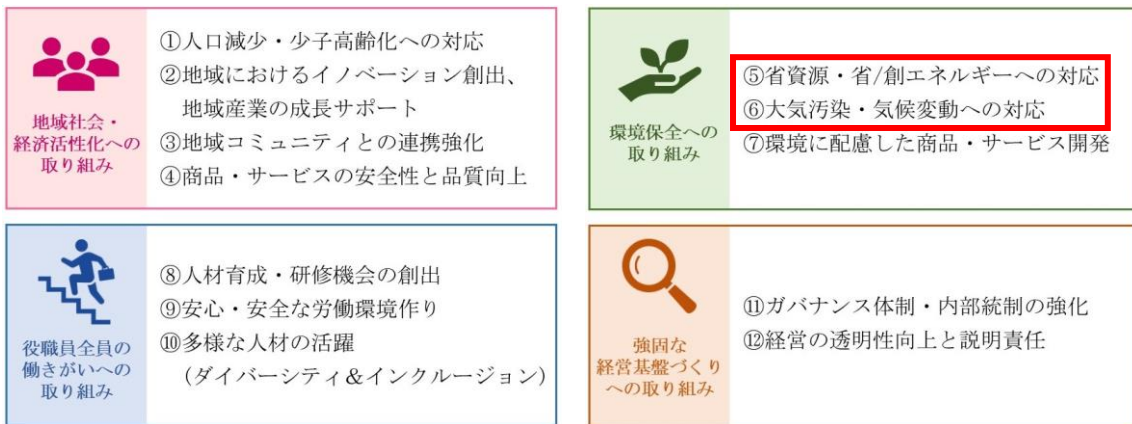 地域社会・
経済活性化への
取り組み
①人口減少・少子高齢化への対応
②地域におけるイノベーション創出、
地域産業の成長サポート
③地域コミュニティとの連携強化
④商品・サービスの安全性と品質向上
環境保全への
取り組み
⑤省資源・省/創エネルギーへの対応
⑥大気汚染・気候変動への対応
⑦環境に配慮した商品・サービス開発
役職員全員の
働きがいへの
取り組み
⑧人材育成・研修機会の創出
⑨安心・安全な労働環境作り
⑩多様な人材の活躍
（ダイバーシティ＆インクルージョン）
強固な
経営基盤づくり
への取り組み
⑪ガバナンス体制・内部統制の強化
⑫経営の透明性向上と説明責任